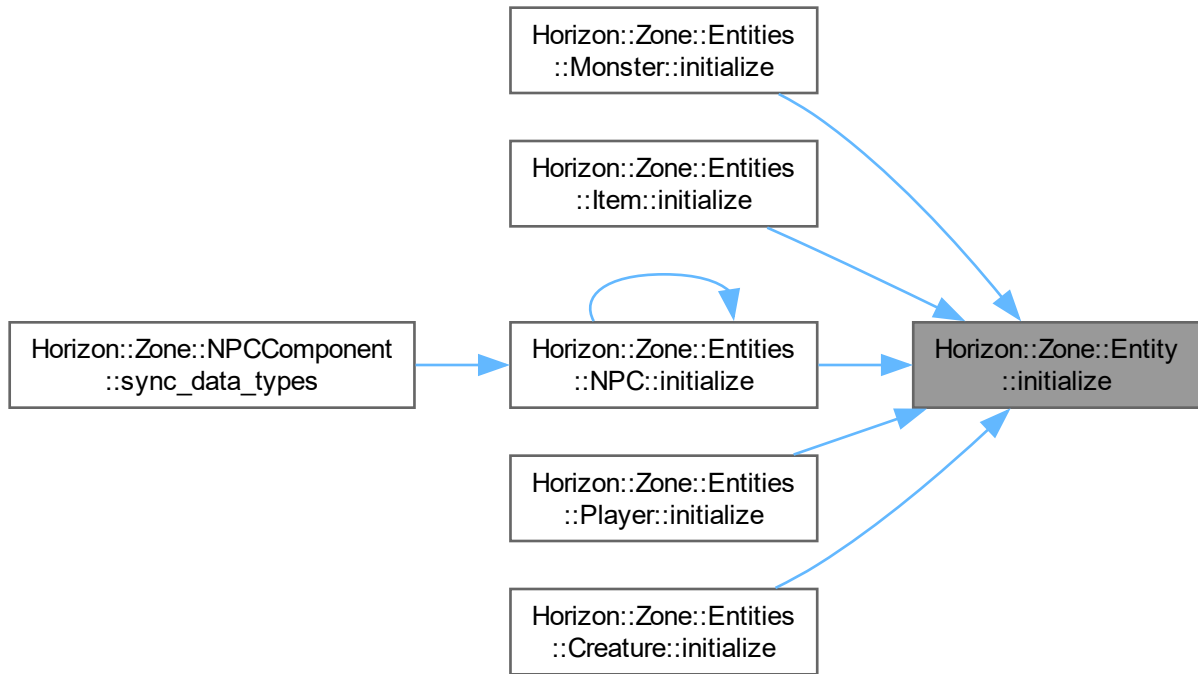 Horizon::Zone::Entities
::Monster::initialize
Horizon::Zone::Entities
::Item::initialize
Horizon::Zone::NPCComponent
::sync_data_types
Horizon::Zone::Entities
::NPC::initialize
Horizon::Zone::Entity
::initialize
Horizon::Zone::Entities
::Player::initialize
Horizon::Zone::Entities
::Creature::initialize